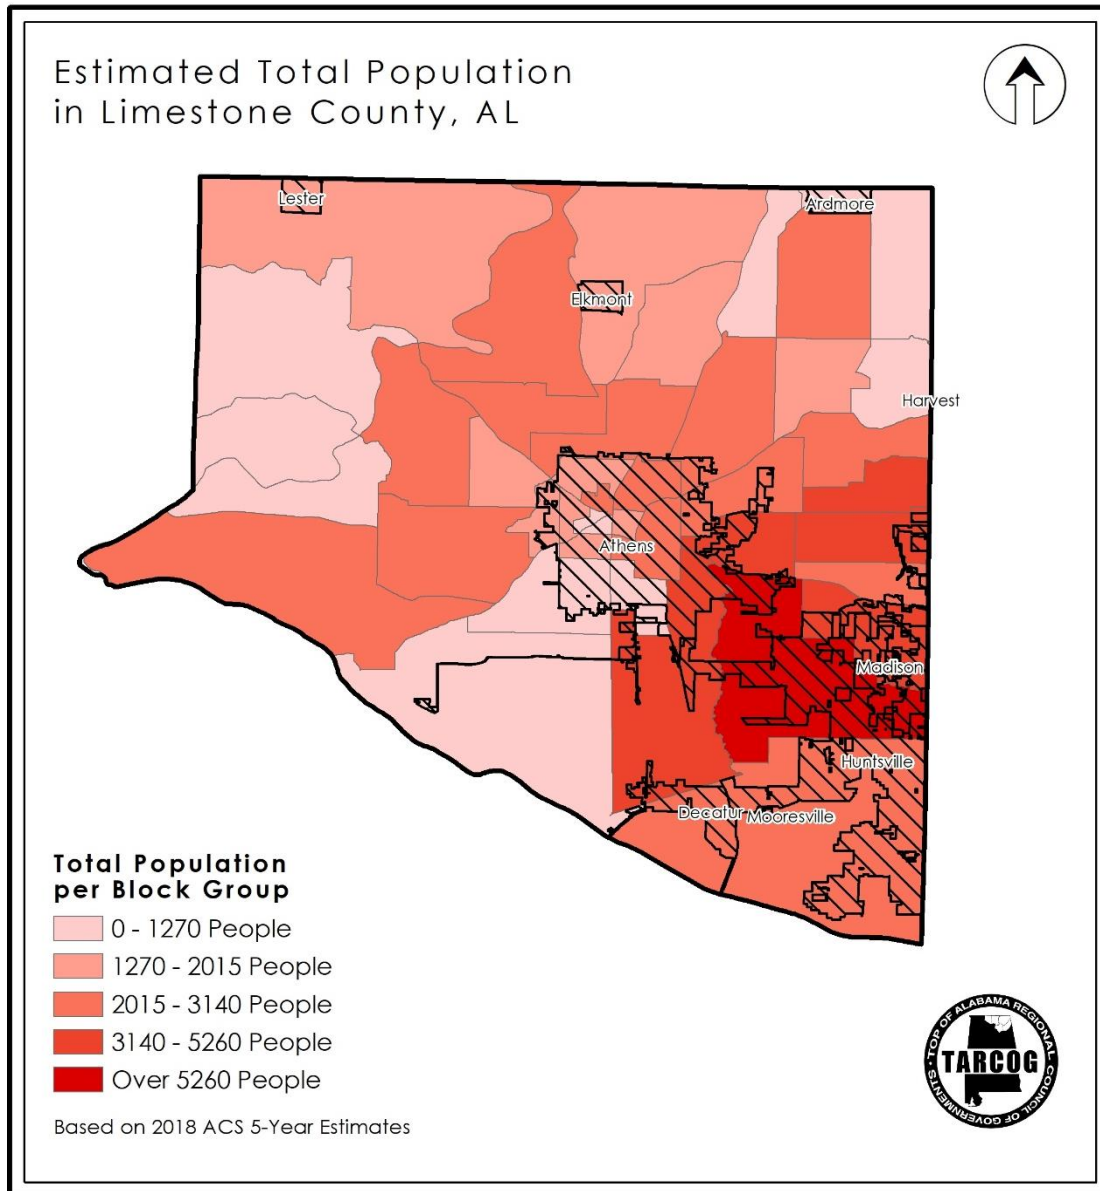 Estimated Total Population
in Limestone County, AL
Lester
Ardmore
Elkmont
Harvest
Athens
Madison
Huntsville
Decatur
Mooresville
Total Population
per Block Group
0 - 1270 People
1270 - 2015 People
2015 - 3140 People
3140 - 5260 People
Over 5260 People
Based on 2018 ACS 5-Year Estimates
TOP OF ALABAMA REGIONAL
TARCOG
COUNCIL OF GOVERNMENTS